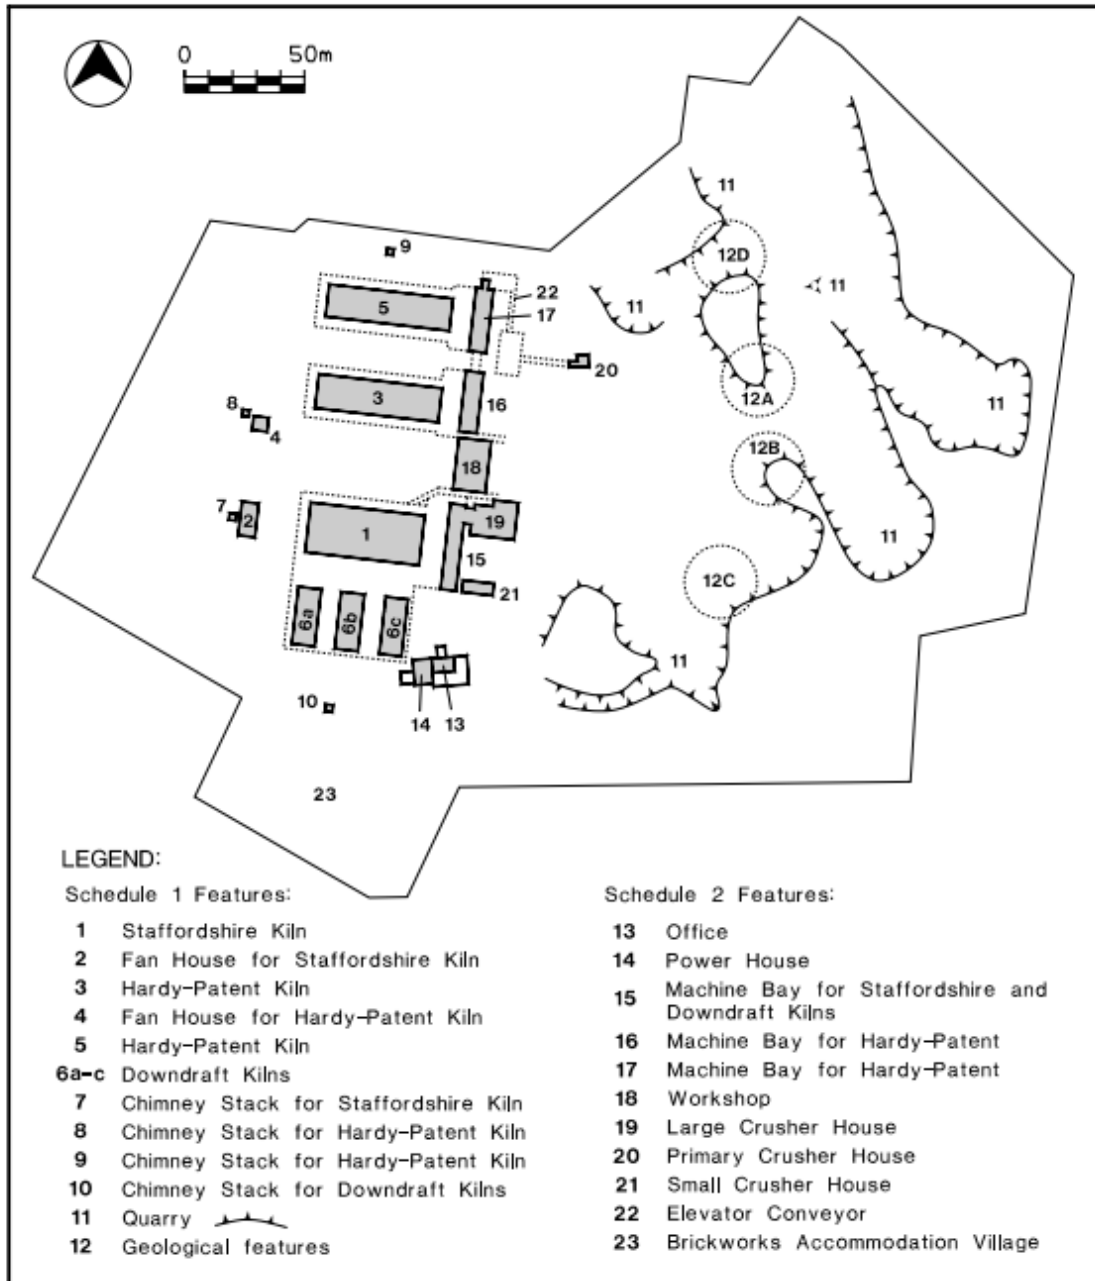 0 50m
11
9
12D
5
22
17
11
11
20
3
16
12A
11
8
4
12B
18
7
2
1
19
11
15
12C
21
6a
6b
6c
11
10
14
13
23
LEGEND:
Schedule 1 Features:
1 Staffordshire Kiln
2 Fan House for Staffordshire Kiln
3 Hardy-Patent Kiln
4 Fan House for Hardy-Patent Kiln
5 Hardy-Patent Kiln
6a-c Downdraft Kilns
7 Chimney Stack for Staffordshire Kiln
8 Chimney Stack for Hardy-Patent Kiln
9 Chimney Stack for Hardy-Patent Kiln
10 Chimney Stack for Downdraft Kilns
11 Quarry
12 Geological features
Schedule 2 Features:
13 Office
14 Power House
15 Machine Bay for Staffordshire and
Downdraft Kilns
16 Machine Bay for Hardy-Patent
17 Machine Bay for Hardy-Patent
18 Workshop
19 Large Crusher House
20 Primary Crusher House
21 Small Crusher House
22 Elevator Conveyor
23 Brickworks Accommodation Village